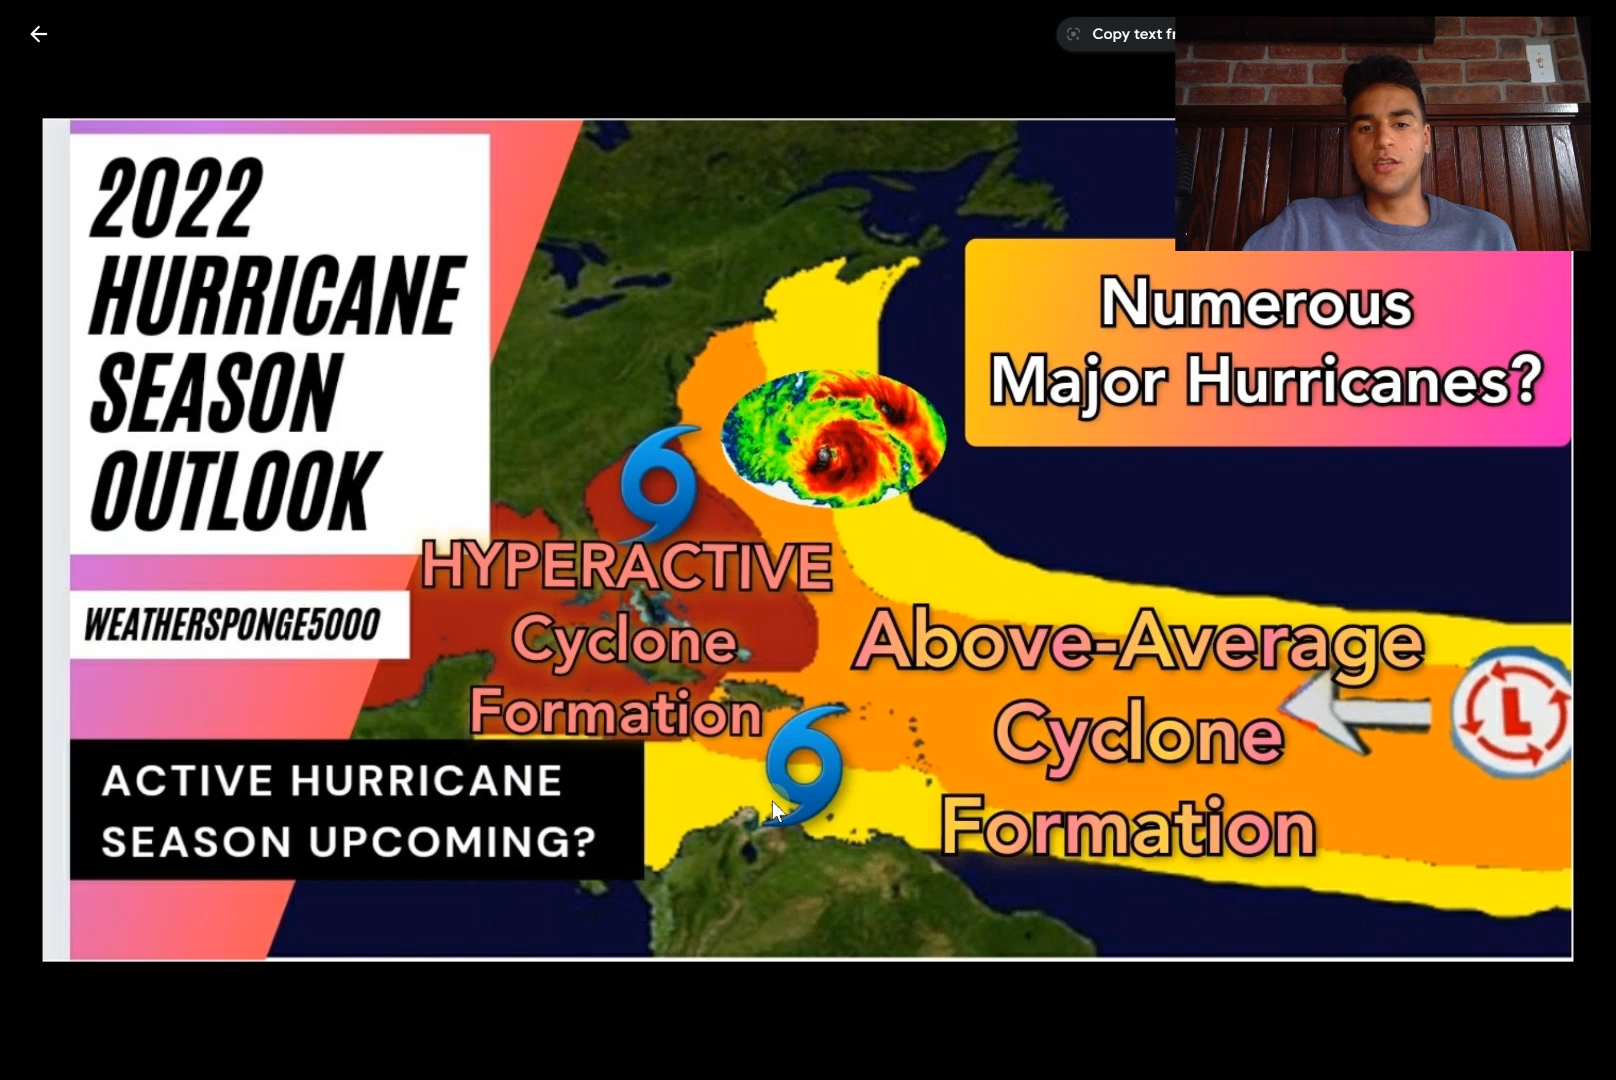 Copy text fr
2022
HURRICANE
SEASON
OUTLOOK
WEATHERSPONGE5000
ACTIVE HURRICANE
SEASON UPCOMING?
Numerous
Major Hurricanes?
HYPERACTIVE
Cyclone
Formation
Above-Average
Cyclone
Formation
L